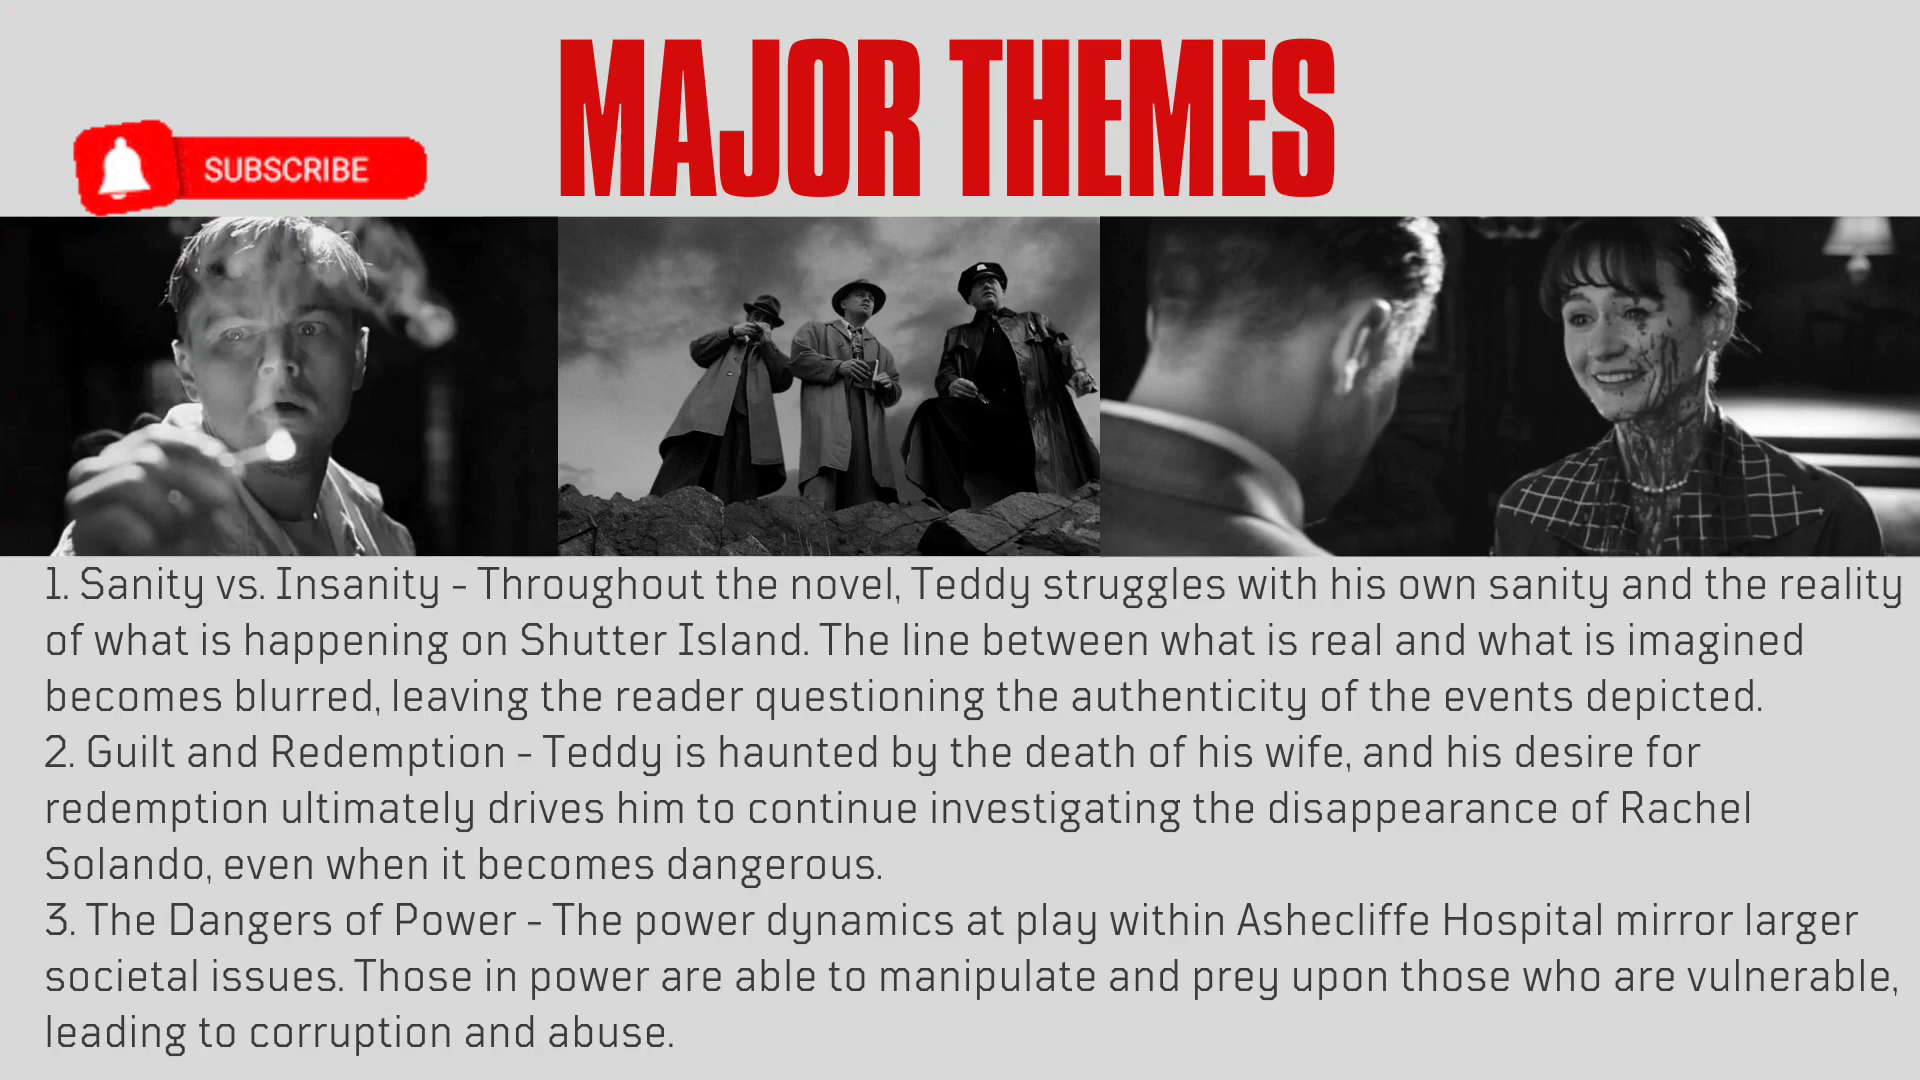 MAJOR THEMES
SUBSCRIBE
1. Sanity vs. Insanity - Throughout the novel, Teddy struggles with his own sanity and the reality
of what is happening on Shutter Island. The line between what is real and what is imagined
becomes blurred, leaving the reader questioning the authenticity of the events depicted.
2. Guilt and Redemption - Teddy is haunted by the death of his wife, and his desire for
redemption ultimately drives him to continue investigating the disappearance of Rachel
Solando, even when it becomes dangerous.
3. The Dangers of Power - The power dynamics at play within Ashecliffe Hospital mirror larger
societal issues. Those in power are able to manipulate and prey upon those who are vulnerable,
leading to corruption and abuse.